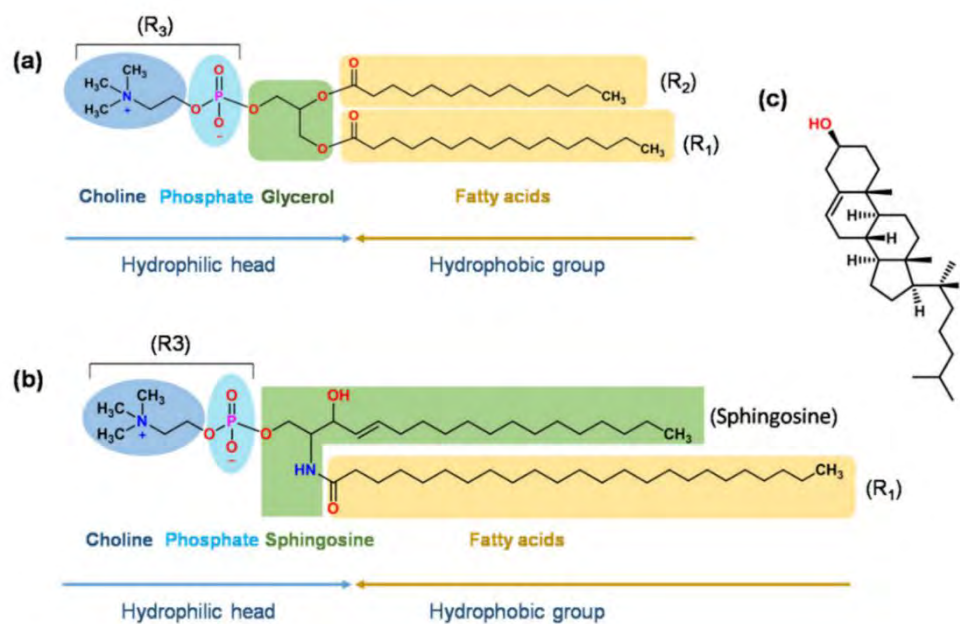 (R₃)
(a)
CH₃
H₃C
N
+
H₃C
O
P
O
O
O
−
O
O
CH₃
(R₂)
O
O
CH₃
(R₁)
Choline Phosphate Glycerol Fatty acids
Hydrophilic head Hydrophobic group
(c)
HO
H
H
H
H
(R3)
(b)
CH₃
H₃C
N
+
H₃C
O
P
O
O
O
−
OH
CH₃
(Sphingosine)
HN
O
CH₃
(R₁)
Choline Phosphate Sphingosine Fatty acids
Hydrophilic head Hydrophobic group